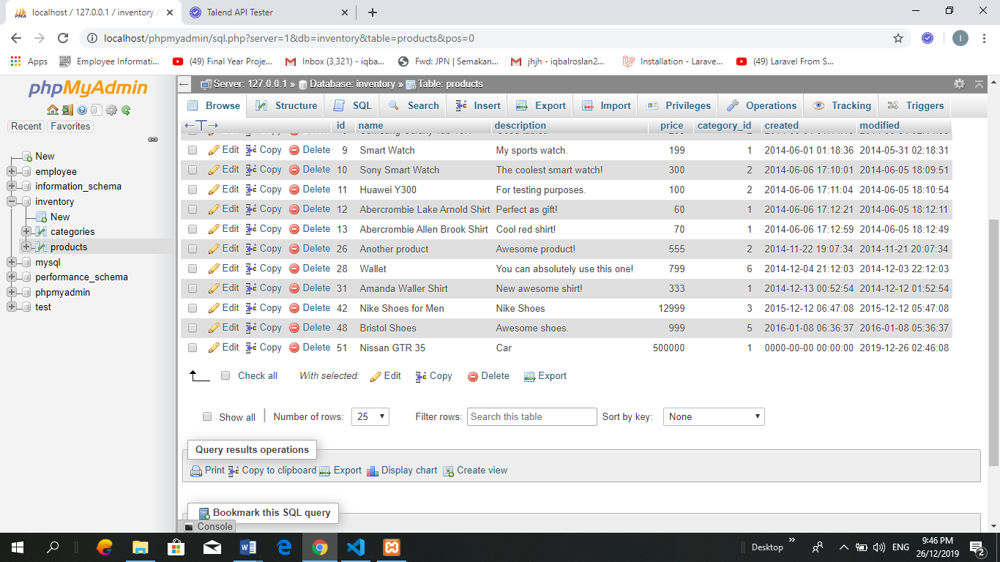 localhost / 127.0.0.1 / inventory /
Talend API Tester
localhost/phpmyadmin/sql.php?server=1&db=inventory&table=products&pos=0
I
Apps
Employee Informati...
(49) Final Year Proje...
Inbox (3,321) - iqba...
Fwd: JPN | Semakan...
jhjh - iqbalroslan2...
Installation - Larave...
(49) Laravel From S...
phpMyAdmin
Recent Favorites
New
employee
information_schema
inventory
New
categories
products
mysql
performance_schema
phpmyadmin
test
Server: 127.0.0.1 » Database: inventory » Table: products
Browse Structure SQL Search Insert Export Import Privileges Operations Tracking Triggers
id name description price category_id created modified
Edit Copy Delete 9 Smart Watch My sports watch. 199 1 2014-06-01 01:18:36 2014-05-31 02:18:31
Edit Copy Delete 10 Sony Smart Watch The coolest smart watch! 300 2 2014-06-06 17:10:01 2014-06-05 18:09:51
Edit Copy Delete 11 Huawei Y300 For testing purposes. 100 2 2014-06-06 17:11:04 2014-06-05 18:10:54
Edit Copy Delete 12 Abercrombie Lake Arnold Shirt Perfect as gift! 60 1 2014-06-06 17:12:21 2014-06-05 18:12:11
Edit Copy Delete 13 Abercrombie Allen Brook Shirt Cool red shirt! 70 1 2014-06-06 17:12:59 2014-06-05 18:12:49
Edit Copy Delete 26 Another product Awesome product! 555 2 2014-11-22 19:07:34 2014-11-21 20:07:34
Edit Copy Delete 28 Wallet You can absolutely use this one! 799 6 2014-12-04 21:12:03 2014-12-03 22:12:03
Edit Copy Delete 31 Amanda Waller Shirt New awesome shirt! 333 1 2014-12-13 00:52:54 2014-12-12 01:52:54
Edit Copy Delete 42 Nike Shoes for Men Nike Shoes 12999 3 2015-12-12 06:47:08 2015-12-12 05:47:08
Edit Copy Delete 48 Bristol Shoes Awesome shoes. 999 5 2016-01-08 06:36:37 2016-01-08 05:36:37
Edit Copy Delete 51 Nissan GTR 35 Car 500000 1 0000-00-00 00:00:00 2019-12-26 02:46:08
Check all With selected: Edit Copy Delete Export
Show all Number of rows: 25 Filter rows: Search this table Sort by key: None
Query results operations
Print Copy to clipboard Export Display chart Create view
Bookmark this SQL query
Console
Desktop
ENG
9:46 PM
26/12/2019
2